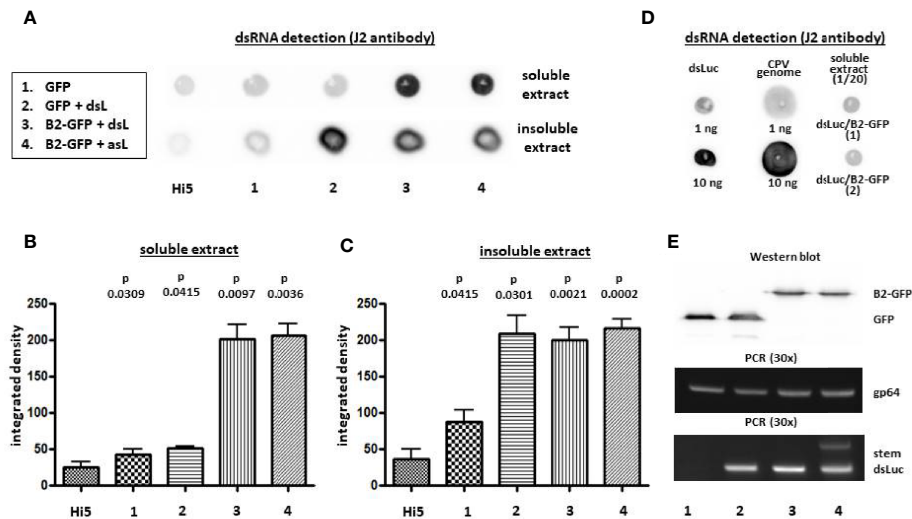 A
dsRNA detection (J2 antibody)
1. GFP
2. GFP + dsL
3. B2-GFP + dsL
4. B2-GFP + asL
soluble
extract
insoluble
extract
Hi5 1 2 3 4
D
dsRNA detection (J2 antibody)
dsLuc
CPV
genome
soluble
extract
(1/20)
1 ng
1 ng
dsLuc/B2-GFP
(1)
10 ng
10 ng
dsLuc/B2-GFP
(2)
B
soluble extract
p p p p
0.0309 0.0415 0.0097 0.0036
integrated density
250
200
150
100
50
0
Hi5 1 2 3 4
C
insoluble extract
p p p p
0.0415 0.0301 0.0021 0.0002
integrated density
250
200
150
100
50
0
Hi5 1 2 3 4
E
Western blot
B2-GFP
GFP
PCR (30x)
gp64
PCR (30x)
stem
dsLuc
1 2 3 4